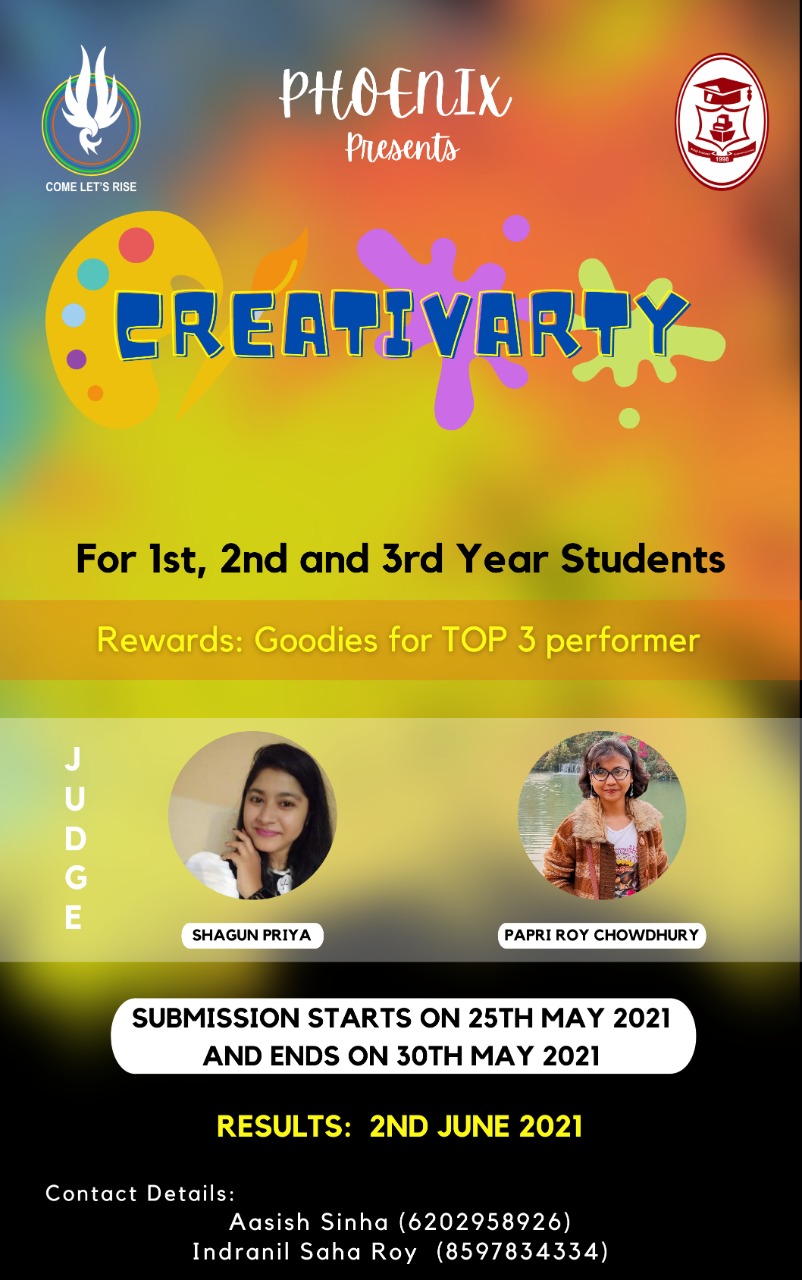 PHOENIX
Presents
COME LET'S RISE
1998
CREATIVARTY
For 1st, 2nd and 3rd Year Students
Rewards: Goodies for TOP 3 performer
JUDGE
SHAGUN PRIYA
PAPRI ROY CHOWDHURY
SUBMISSION STARTS ON 25TH MAY 2021
AND ENDS ON 30TH MAY 2021
RESULTS: 2ND JUNE 2021
Contact Details:
Aasish Sinha (6202958926)
Indranil Saha Roy (8597834334)